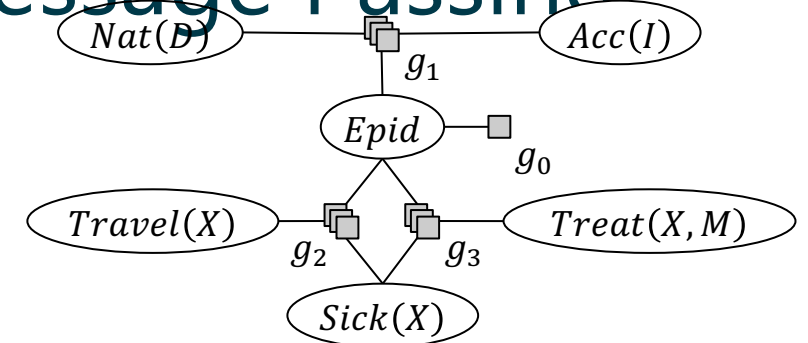 Nat(D) Acc(I)
g₁
Epid
g₀
Travel(X) Treat(X, M)
g₂ g₃
Sick(X)